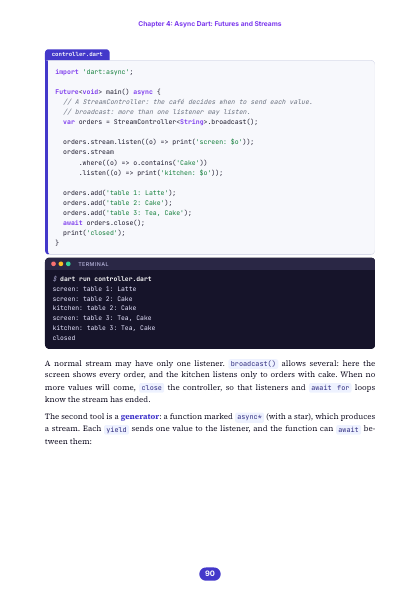 Chapter 4: Async Dart: Futures and Streams
controller.dart
import 'dart:async';
Future<void> main() async {
// A StreamController: the café decides when to send each value.
// broadcast: more than one listener may listen.
var orders = StreamController<String>.broadcast();
orders.stream.listen((o) => print('screen: $o'));
orders.stream
.where((o) => o.contains('Cake'))
.listen((o) => print('kitchen: $o'));
orders.add('table 1: Latte');
orders.add('table 2: Cake');
orders.add('table 3: Tea, Cake');
await orders.close();
print('closed');
}
TERMINAL
$ dart run controller.dart
screen: table 1: Latte
screen: table 2: Cake
kitchen: table 2: Cake
screen: table 3: Tea, Cake
kitchen: table 3: Tea, Cake
closed
A normal stream may have only one listener. broadcast() allows several: here the
screen shows every order, and the kitchen listens only to orders with cake. When no
more values will come, close the controller, so that listeners and await for loops
know the stream has ended.
The second tool is a generator: a function marked async* (with a star), which produces
a stream. Each yield sends one value to the listener, and the function can await be-
tween them:
90